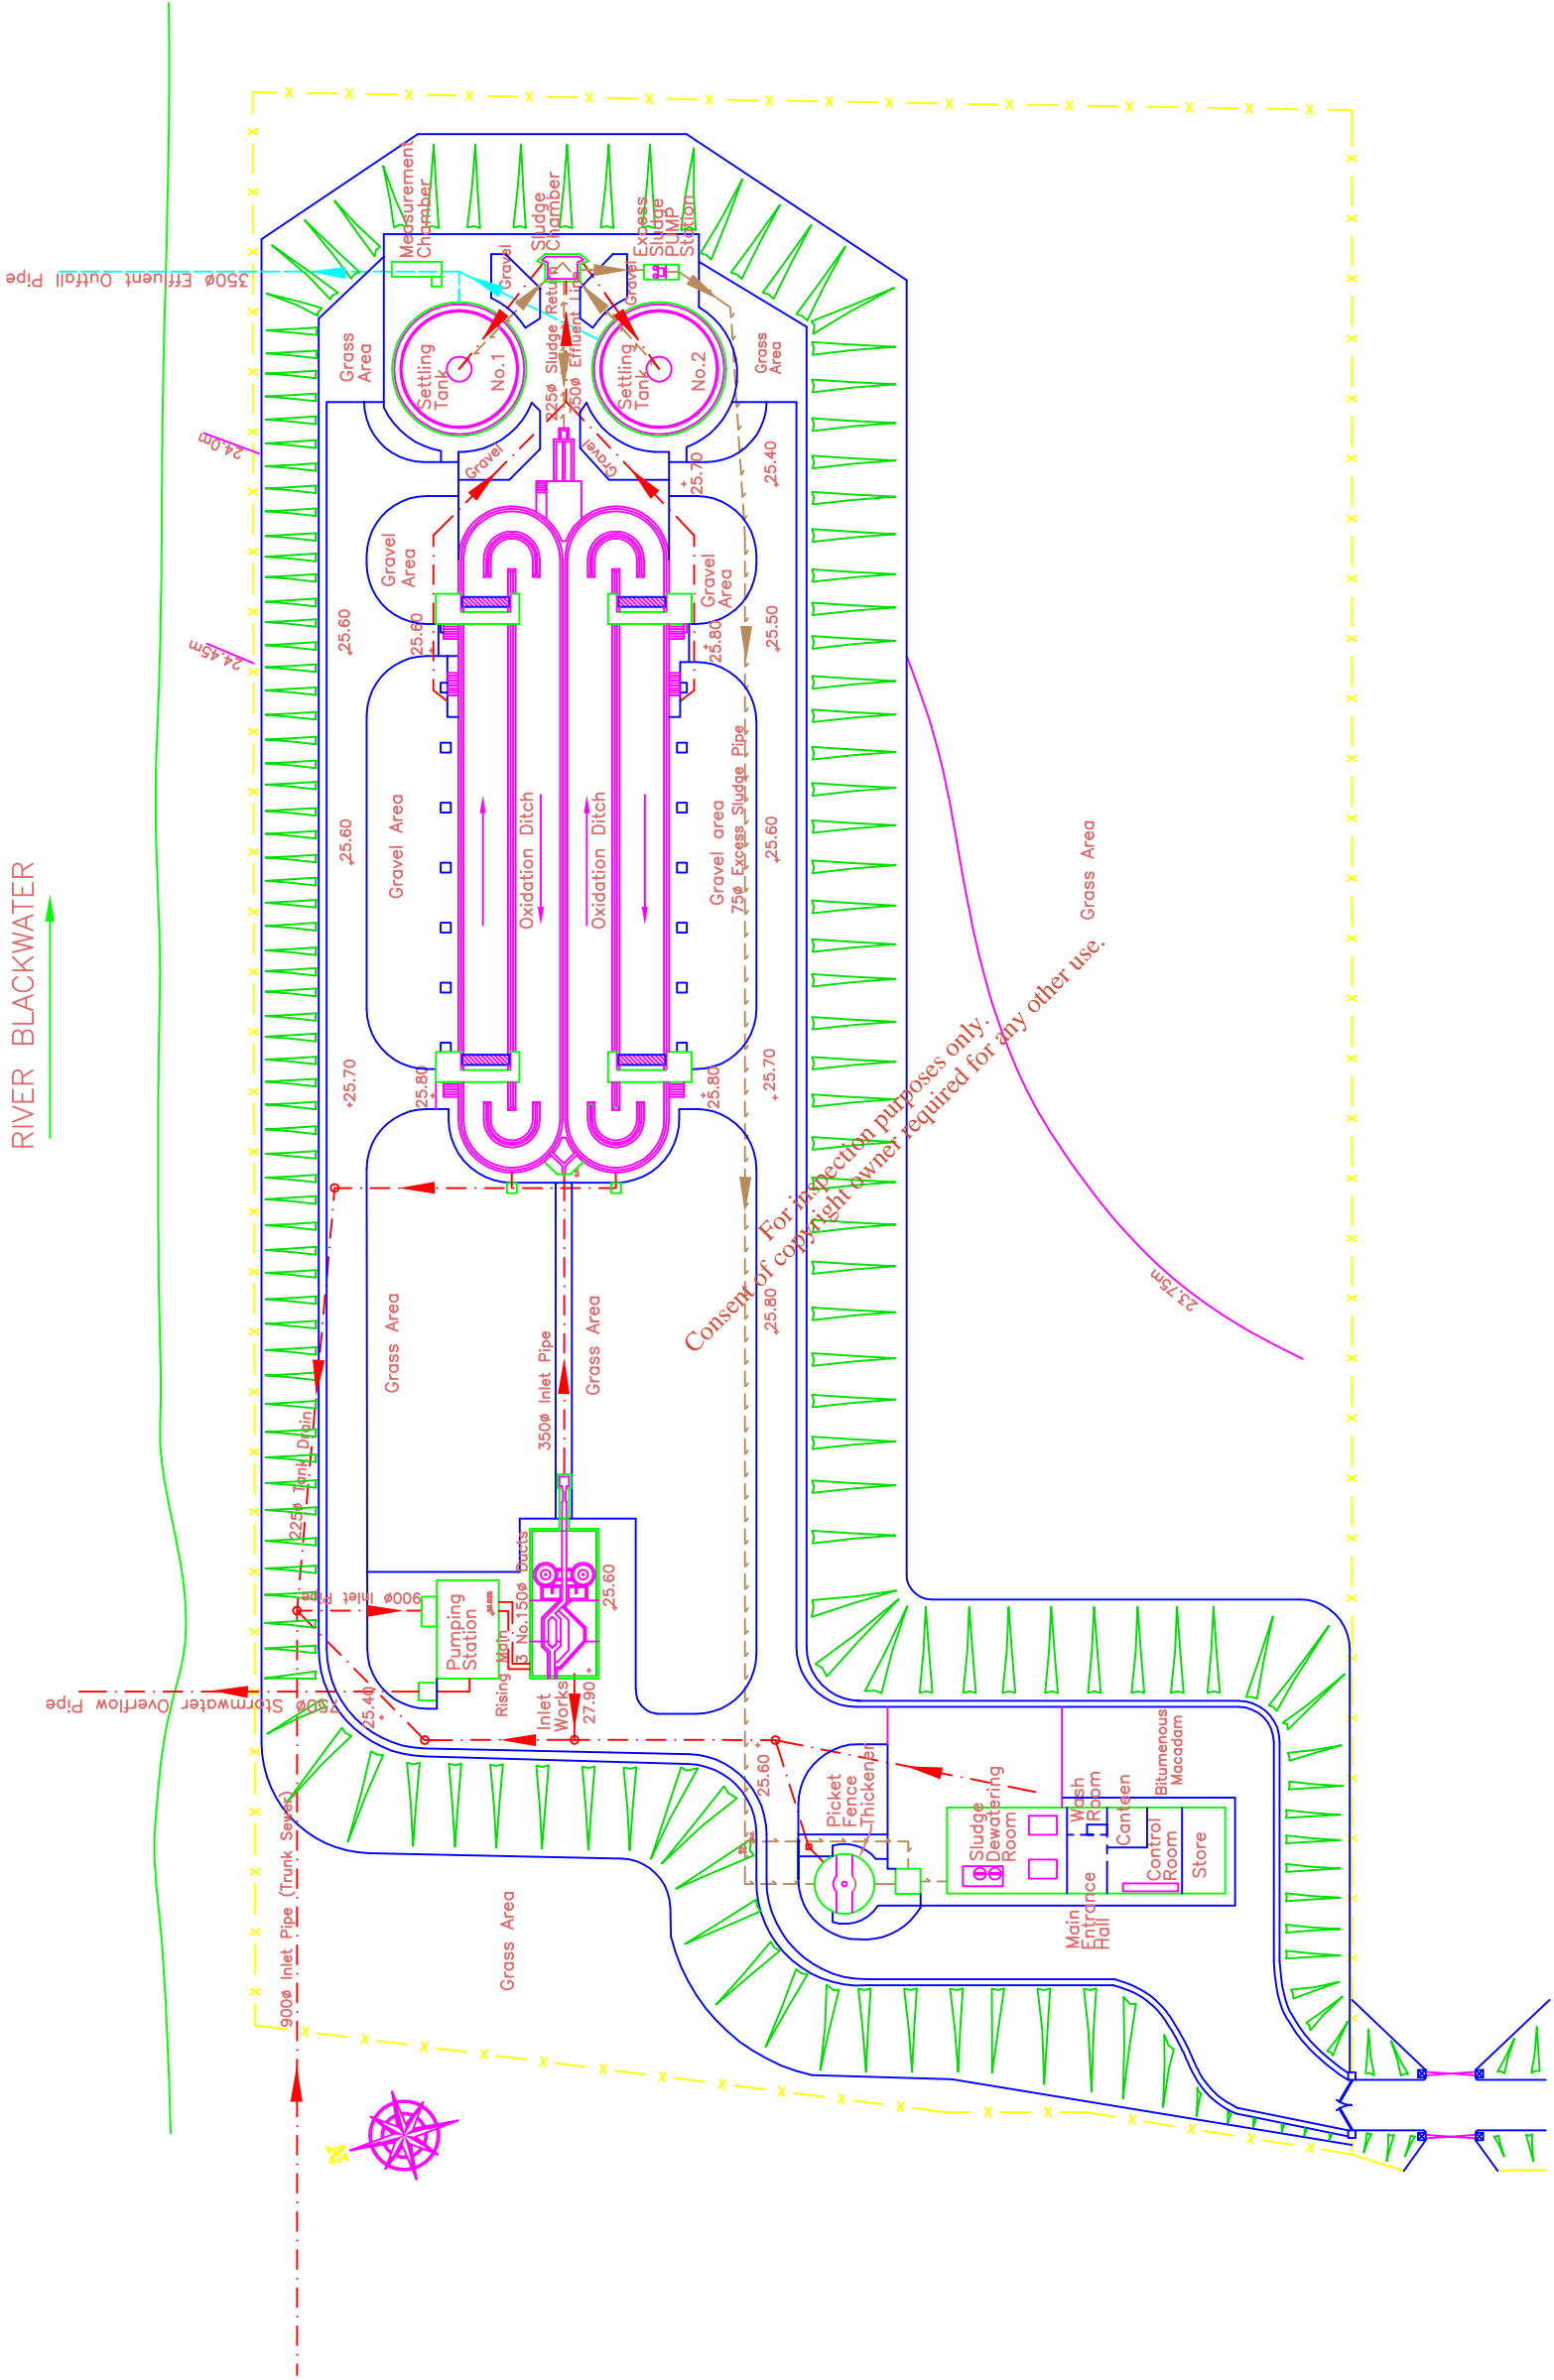 RIVER BLACKWATER
350ø Effluent Outfall Pipe
Measurement
Chamber
Sludge
Chamber
Excess
Sludge
PUMP
Station
Gravel
Gravel
Grass
Area
Settling
Tank
No.1
225ø Sludge Return
350ø Effluent Line
Settling
Tank
No.2
Grass
Area
24.0m
Gravel
Gravel
25.70
25.40
24.45m
Gravel
Area
Gravel
Area
25.60
25.60
25.80
25.50
25.60
Gravel Area
Oxidation Ditch
Oxidation Ditch
Gravel area
75ø Excess Sludge Pipe
25.60
Grass Area
25.70
25.80
25.80
25.70
For inspection purposes only.
Consent of copyright owner required for any other use.
23.75m
25.80
Grass Area
350ø Inlet Pipe
Grass Area
225ø Tank Drain
900ø Inlet Pipe
Pumping
Station
Rising Main
3 No.150ø Ducts
25.60
Inlet
Works
27.90
750ø Stormwater Overflow Pipe
25.40
25.60
Picket
Fence
Thickener
Sludge
Dewatering
Room
Wash
Room
Canteen
Bitumenous
Macadam
Control
Room
Store
Main
Entrance
Hall
900ø Inlet Pipe (Trunk Sewer)
Grass Area
N